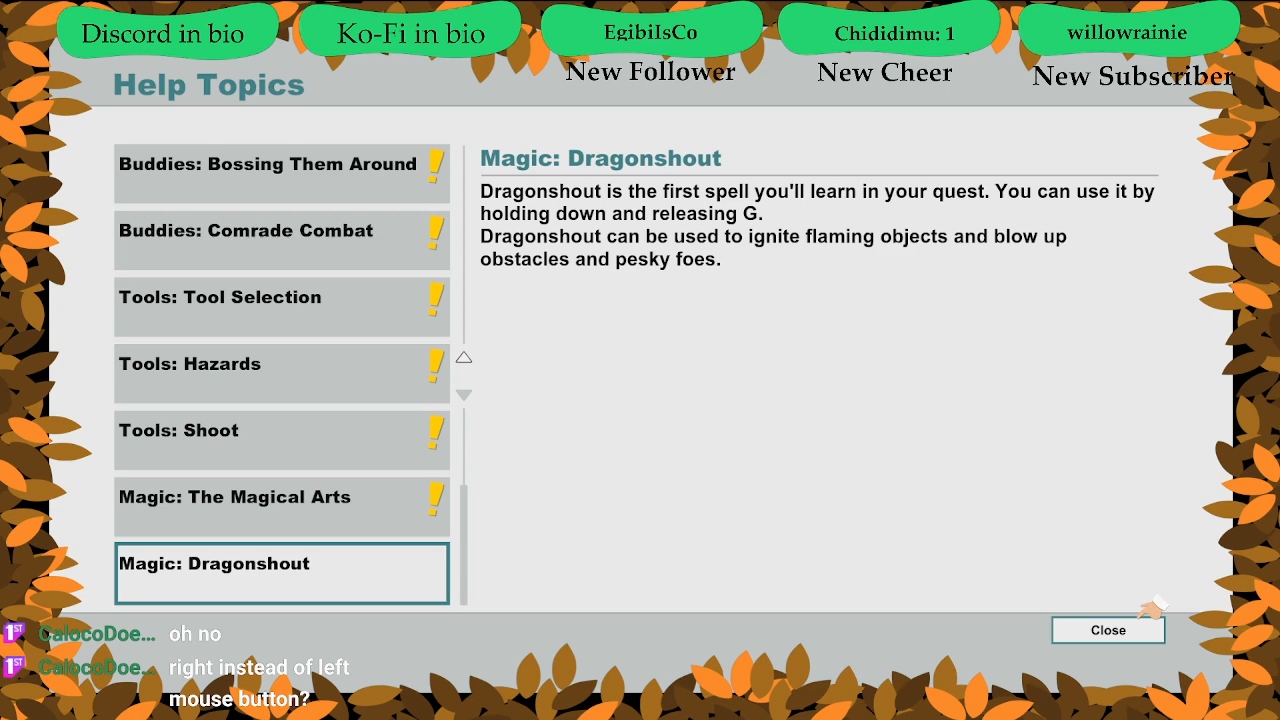 Discord in bio
Ko-Fi in bio
EgibiIsCo
Chididimu: 1
willowrainie
New Follower
New Cheer
New Subscriber
Help Topics
Buddies: Bossing Them Around
Buddies: Comrade Combat
Tools: Tool Selection
Tools: Hazards
Tools: Shoot
Magic: The Magical Arts
Magic: Dragonshout
Magic: Dragonshout
Dragonshout is the first spell you'll learn in your quest. You can use it by
holding down and releasing G.
Dragonshout can be used to ignite flaming objects and blow up
obstacles and pesky foes.
Close
1ST CalocoDoe... oh no
1ST CalocoDoe... right instead of left
mouse button?